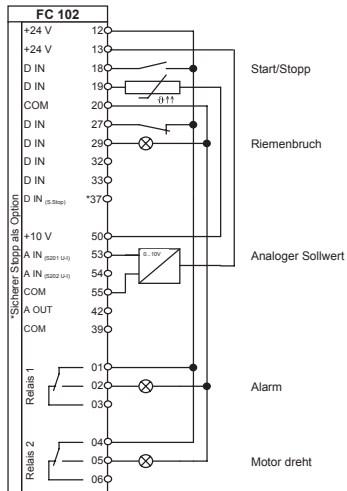 FC 102
+24 V 12
+24 V 13
D IN 18 Start/Stopp
D IN 19
ϑ↑↑
COM 20
D IN 27
D IN 29 Riemenbruch
D IN 32
D IN 33
D IN (S.Stop) *37
*Sicherer Stopp als Option
+10 V 50
A IN (S201 U-I) 53 0...10V Analoger Sollwert
A IN (S202 U-I) 54
COM 55
A OUT 42
COM 39
Relais 1
01
02 Alarm
03
Relais 2
04
05 Motor dreht
06